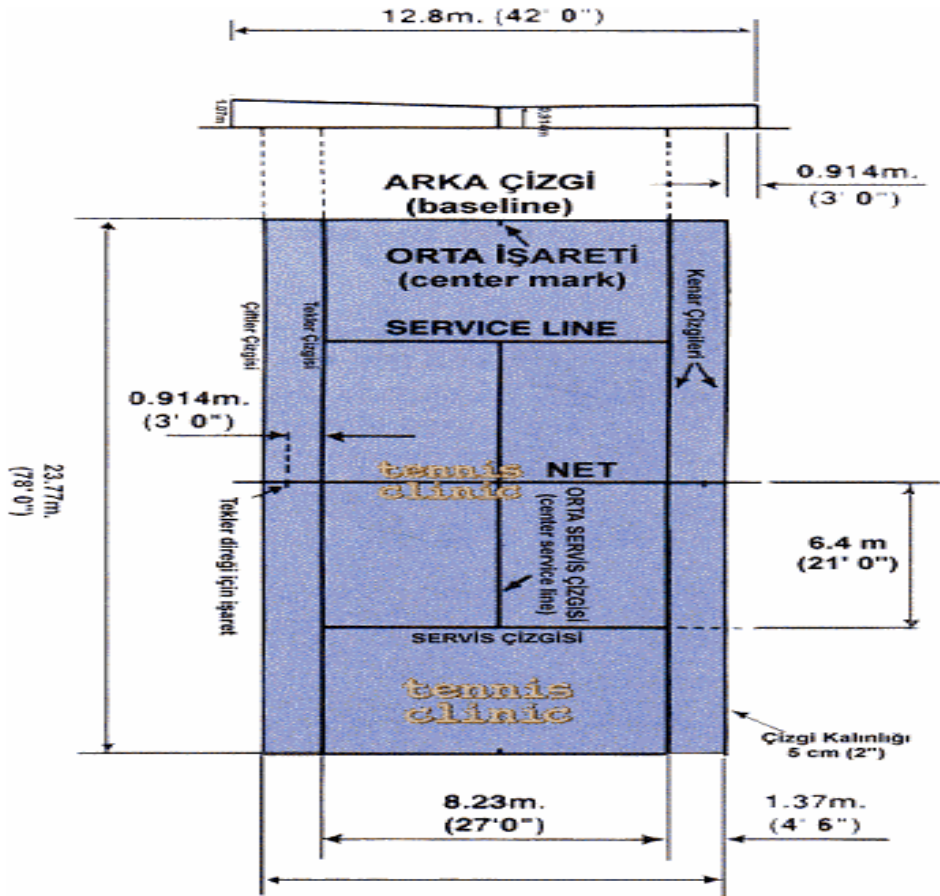 12.8m. (42' 0")
1.07m
0.914m
0.914m.
(3' 0")
ARKA ÇİZGİ
(baseline)
ORTA İŞARETİ
(center mark)
Kenar Çizgileri
Çiftler Çizgisi
Tekler Çizgisi
SERVICE LINE
0.914m.
(3' 0")
tennis
clinic
NET
23.77m.
(78' 0")
Tekler direği için işaret
ORTA SERVİS ÇİZGİSİ
(center service line)
6.4 m
(21' 0")
SERVİS ÇİZGİSİ
tennis
clinic
Çizgi Kalınlığı
5 cm (2")
8.23m.
(27'0")
1.37m.
(4' 6")